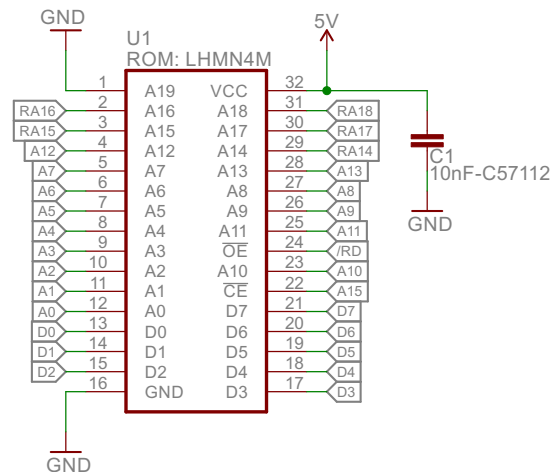 GND
5V
U1
ROM: LHMN4M
1 A19 VCC 32
RA16 2 A16 A18 31 RA18
RA15 3 A15 A17 30 RA17
A12 4 A12 A14 29 RA14
A7 5 A7 A13 28 A13
A6 6 A6 A8 27 A8
A5 7 A5 A9 26 A9
A4 8 A4 A11 25 A11
A3 9 A3 OE 24 /RD
A2 10 A2 A10 23 A10
A1 11 A1 CE 22 A15
A0 12 A0 D7 21 D7
D0 13 D0 D6 20 D6
D1 14 D1 D5 19 D5
D2 15 D2 D4 18 D4
16 GND D3 17 D3
C1
10nF-C57112
GND
GND